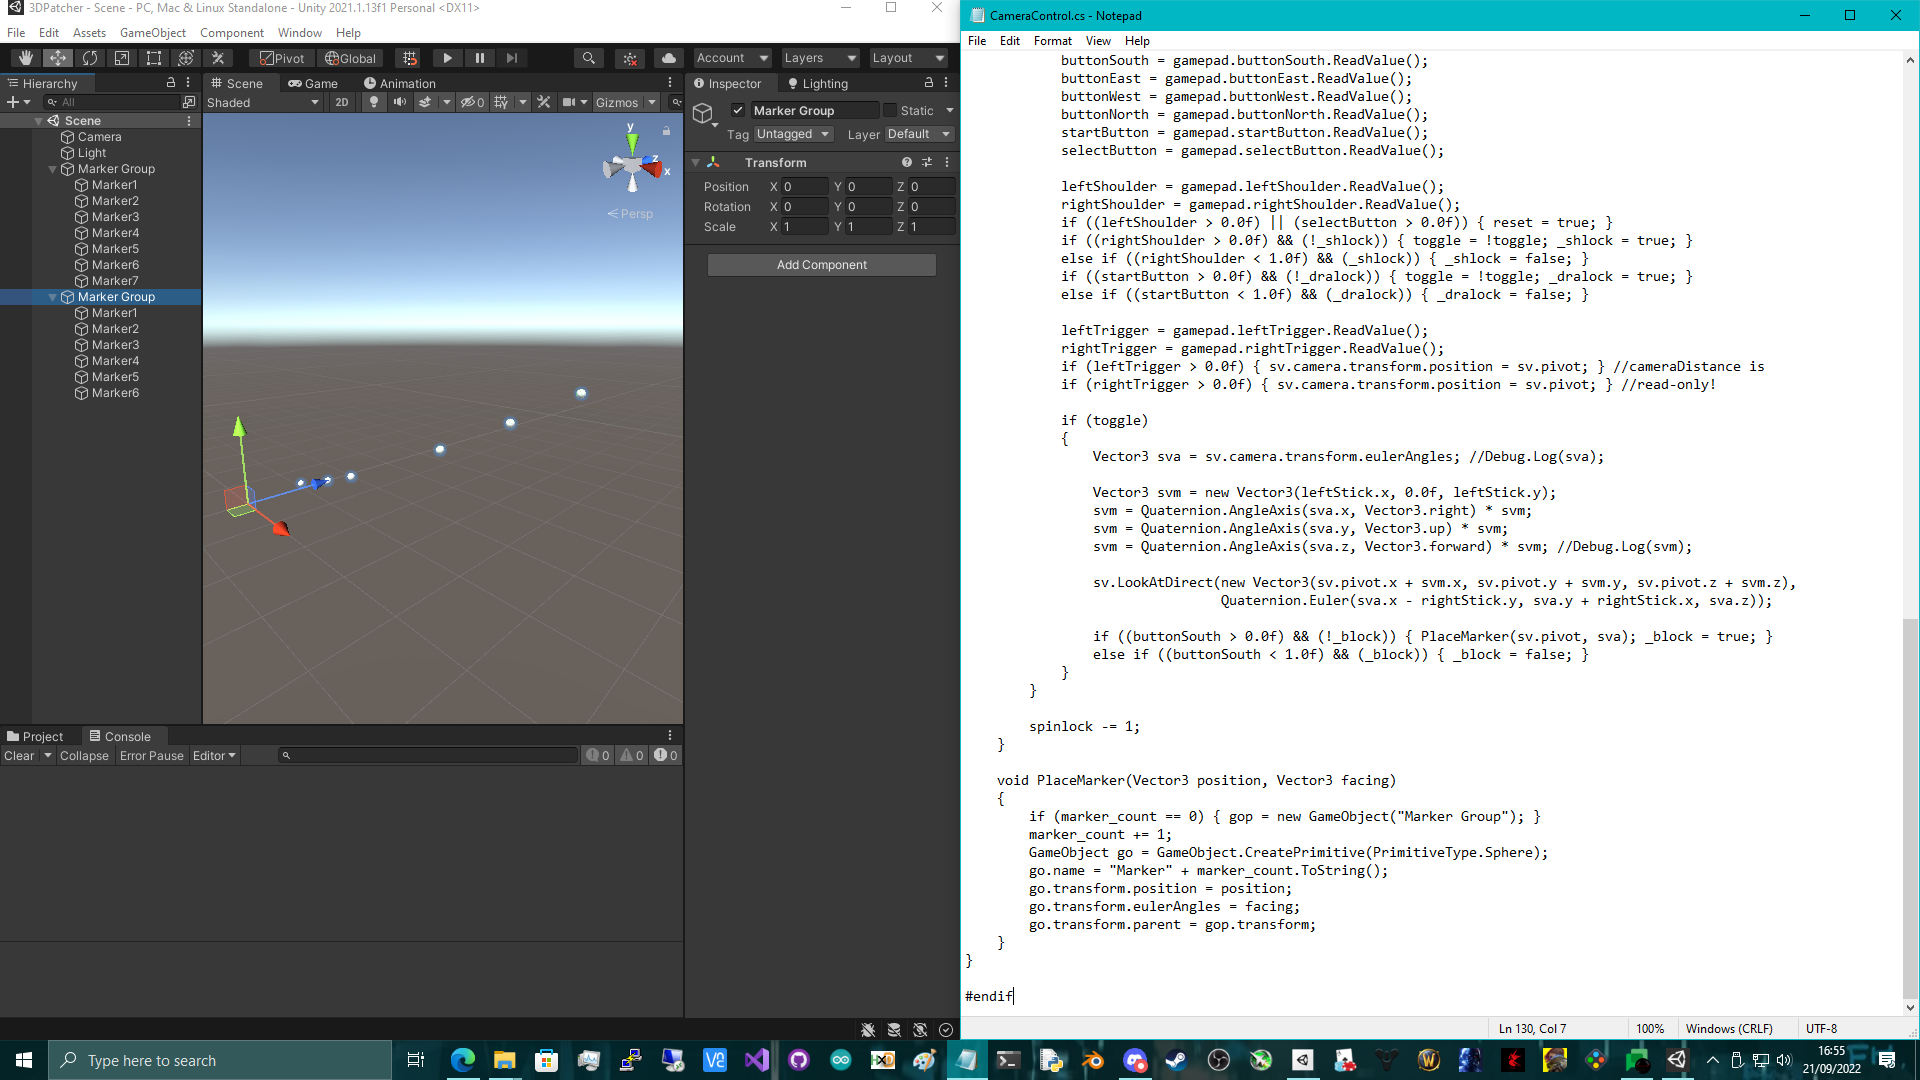 3DPatcher - Scene - PC, Mac & Linux Standalone - Unity 2021.1.13f1 Personal <DX11>
File Edit Assets GameObject Component Window Help
Pivot Global Account Layers Layout
Hierarchy
All
Scene
Camera
Light
Marker Group
Marker1
Marker2
Marker3
Marker4
Marker5
Marker6
Marker7
Marker Group
Marker1
Marker2
Marker3
Marker4
Marker5
Marker6
Scene Game Animation
Shaded 2D 0 Gizmos
y
z
x
Persp
Inspector Lighting
Marker Group Static
Tag Untagged Layer Default
Transform
Position X 0 Y 0 Z 0
Rotation X 0 Y 0 Z 0
Scale X 1 Y 1 Z 1
Add Component
Project Console
Clear Collapse Error Pause Editor 0 0 0
CameraControl.cs - Notepad
File Edit Format View Help
buttonSouth = gamepad.buttonSouth.ReadValue();
buttonEast = gamepad.buttonEast.ReadValue();
buttonWest = gamepad.buttonWest.ReadValue();
buttonNorth = gamepad.buttonNorth.ReadValue();
startButton = gamepad.startButton.ReadValue();
selectButton = gamepad.selectButton.ReadValue();
leftShoulder = gamepad.leftShoulder.ReadValue();
rightShoulder = gamepad.rightShoulder.ReadValue();
if ((leftShoulder > 0.0f) || (selectButton > 0.0f)) { reset = true; }
if ((rightShoulder > 0.0f) && (!_shlock)) { toggle = !toggle; _shlock = true; }
else if ((rightShoulder < 1.0f) && (_shlock)) { _shlock = false; }
if ((startButton > 0.0f) && (!_dralock)) { toggle = !toggle; _dralock = true; }
else if ((startButton < 1.0f) && (_dralock)) { _dralock = false; }
leftTrigger = gamepad.leftTrigger.ReadValue();
rightTrigger = gamepad.rightTrigger.ReadValue();
if (leftTrigger > 0.0f) { sv.camera.transform.position = sv.pivot; } //cameraDistance is
if (rightTrigger > 0.0f) { sv.camera.transform.position = sv.pivot; } //read-only!
if (toggle)
{
Vector3 sva = sv.camera.transform.eulerAngles; //Debug.Log(sva);
Vector3 svm = new Vector3(leftStick.x, 0.0f, leftStick.y);
svm = Quaternion.AngleAxis(sva.x, Vector3.right) * svm;
svm = Quaternion.AngleAxis(sva.y, Vector3.up) * svm;
svm = Quaternion.AngleAxis(sva.z, Vector3.forward) * svm; //Debug.Log(svm);
sv.LookAtDirect(new Vector3(sv.pivot.x + svm.x, sv.pivot.y + svm.y, sv.pivot.z + svm.z),
Quaternion.Euler(sva.x - rightStick.y, sva.y + rightStick.x, sva.z));
if ((buttonSouth > 0.0f) && (!_block)) { PlaceMarker(sv.pivot, sva); _block = true; }
else if ((buttonSouth < 1.0f) && (_block)) { _block = false; }
}
}
spinlock -= 1;
}
void PlaceMarker(Vector3 position, Vector3 facing)
{
if (marker_count == 0) { gop = new GameObject("Marker Group"); }
marker_count += 1;
GameObject go = GameObject.CreatePrimitive(PrimitiveType.Sphere);
go.name = "Marker" + marker_count.ToString();
go.transform.position = position;
go.transform.eulerAngles = facing;
go.transform.parent = gop.transform;
}
}
#endif
Ln 130, Col 7 100% Windows (CRLF) UTF-8
Type here to search
16:55
21/09/2022